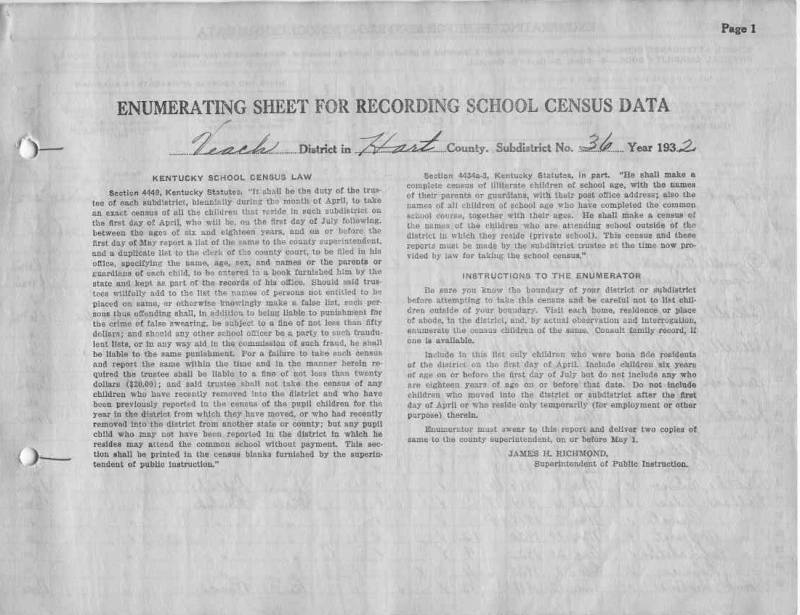 Page 1
ENUMERATING SHEET FOR RECORDING SCHOOL CENSUS DATA
Veach District in Hart County. Subdistrict No. 36 Year 1932
KENTUCKY SCHOOL CENSUS LAW
Section 4449, Kentucky Statutes. "It shall be the duty of the trus-
tee of each subdistrict, biennially during the month of April, to take
an exact census of all the children that reside in such subdistrict on
the first day of April, who will be, on the first day of July following,
between the ages of six and eighteen years, and on or before the
first day of May report a list of the same to the county superintendent,
and a duplicate list to the clerk of the county court, to be filed in his
office, specifying the name, age, sex, and names or the parents or
guardians of each child, to be entered in a book furnished him by the
state and kept as part of the records of his office. Should said trus-
tees willfully add to the list the names of persons not entitled to be
placed on same, or otherwise knowingly make a false list, such per-
sons thus offending shall, in addition to being liable to punishment for
the crime of false swearing, be subject to a fine of not less than fifty
dollars; and should any other school officer be a party to such fraudu-
lent lists, or in any way aid in the commission of such fraud, he shall
be liable to the same punishment. For a failure to take such census
and report the same within the time and in the manner herein re-
quired the trustee shall be liable to a fine of not less than twenty
dollars ($20.00); and said trustee shall not take the census of any
children who have recently removed into the district and who have
been previously reported in the census of the pupil children for the
year in the district from which they have moved, or who had recently
removed into the district from another state or county; but any pupil
child who may not have been reported in the district in which he
resides may attend the common school without payment. This sec-
tion shall be printed in the census blanks furnished by the superin-
tendent of public instruction."
Section 4434a-3, Kentucky Statutes, in part. "He shall make a
complete census of illiterate children of school age, with the names
of their parents or guardians, with their post office address; also the
names of all children of school age who have completed the common
school course, together with their ages. He shall make a census of
the names of the children who are attending school outside of the
district in which they reside (private school). This census and these
reports must be made by the subdistrict trustee at the time now pro-
vided by law for taking the school census."
INSTRUCTIONS TO THE ENUMERATOR
Be sure you know the boundary of your district or subdistrict
before attempting to take this census and be careful not to list chil-
dren outside of your boundary. Visit each home, residence or place
of abode, in the district, and, by actual observation and interrogation,
enumerate the census children of the same. Consult family record, if
one is available.
Include in this list only children who were bona fide residents
of the district on the first day of April. Include children six years
of age on or before the first day of July but do not include any who
are eighteen years of age on or before that date. Do not include
children who moved into the district or subdistrict after the first
day of April or who reside only temporarily (for employment or other
purpose) therein.
Enumerator must swear to this report and deliver two copies of
same to the county superintendent, on or before May 1.
JAMES H. RICHMOND,
Superintendent of Public Instruction.